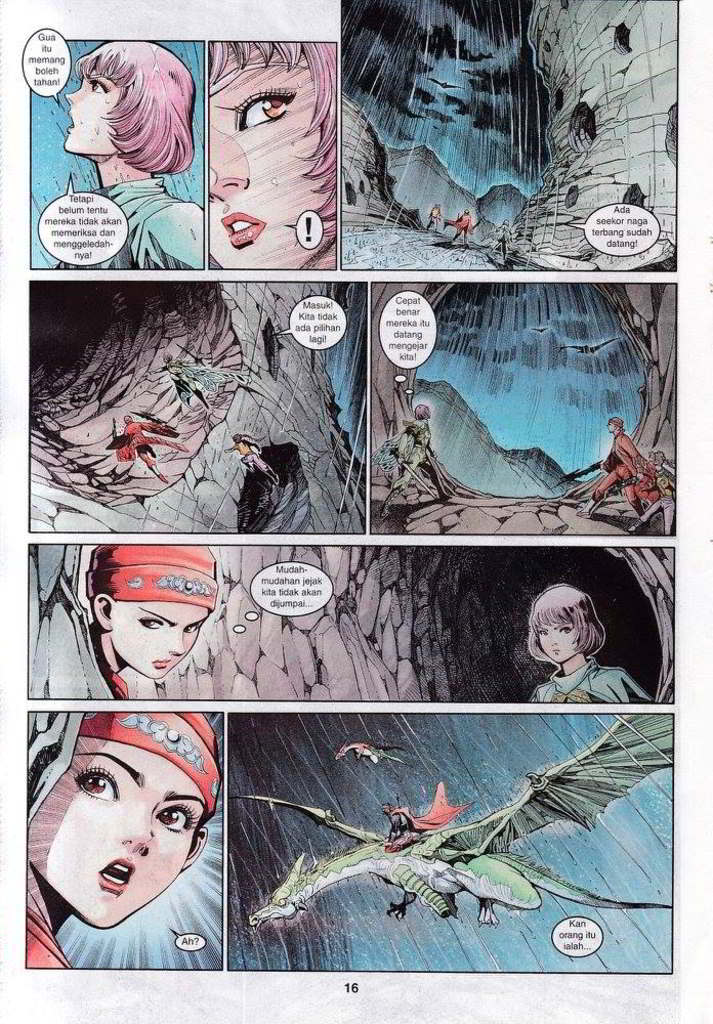 Gua
itu
memang
boleh
tahan!
Tetapi
belum tentu
mereka tidak akan
memeriksa dan
menggeledah-
nya!
!
Ada
seekor naga
terbang sudah
datang!
Masuk!
Kita tidak
ada pilihan
lagi!
Cepat
benar
mereka itu
datang
mengejar
kita!
Mudah-
mudahan jejak
kita tidak akan
dijumpai...
Ah?
Kan
orang itu
ialah...
16